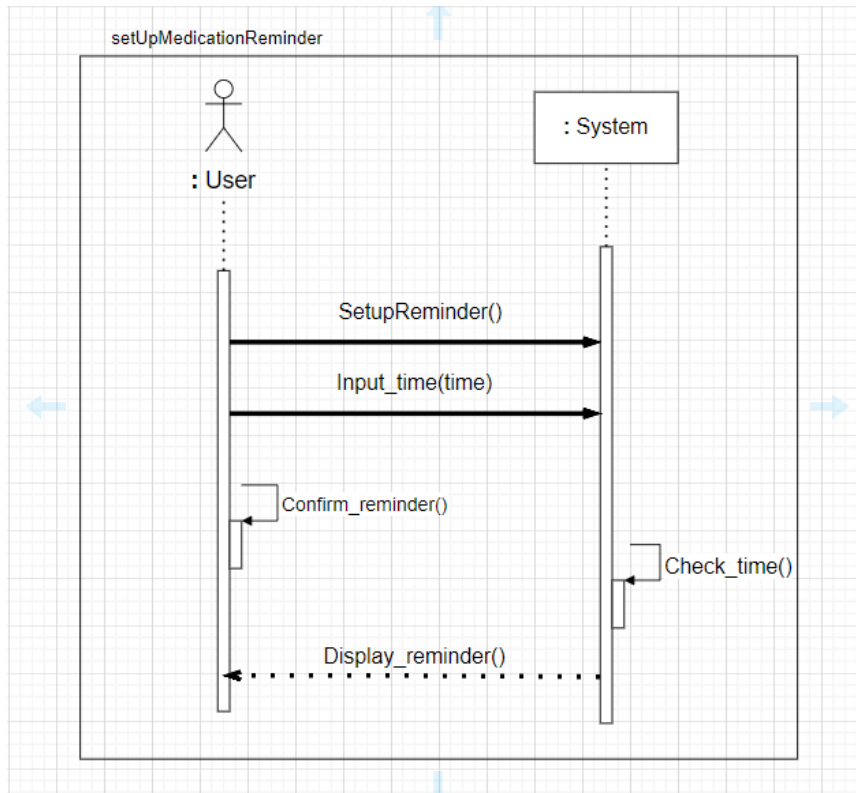 setUpMedicationReminder
: System
: User
SetupReminder()
Input_time(time)
Confirm_reminder()
Check_time()
Display_reminder()